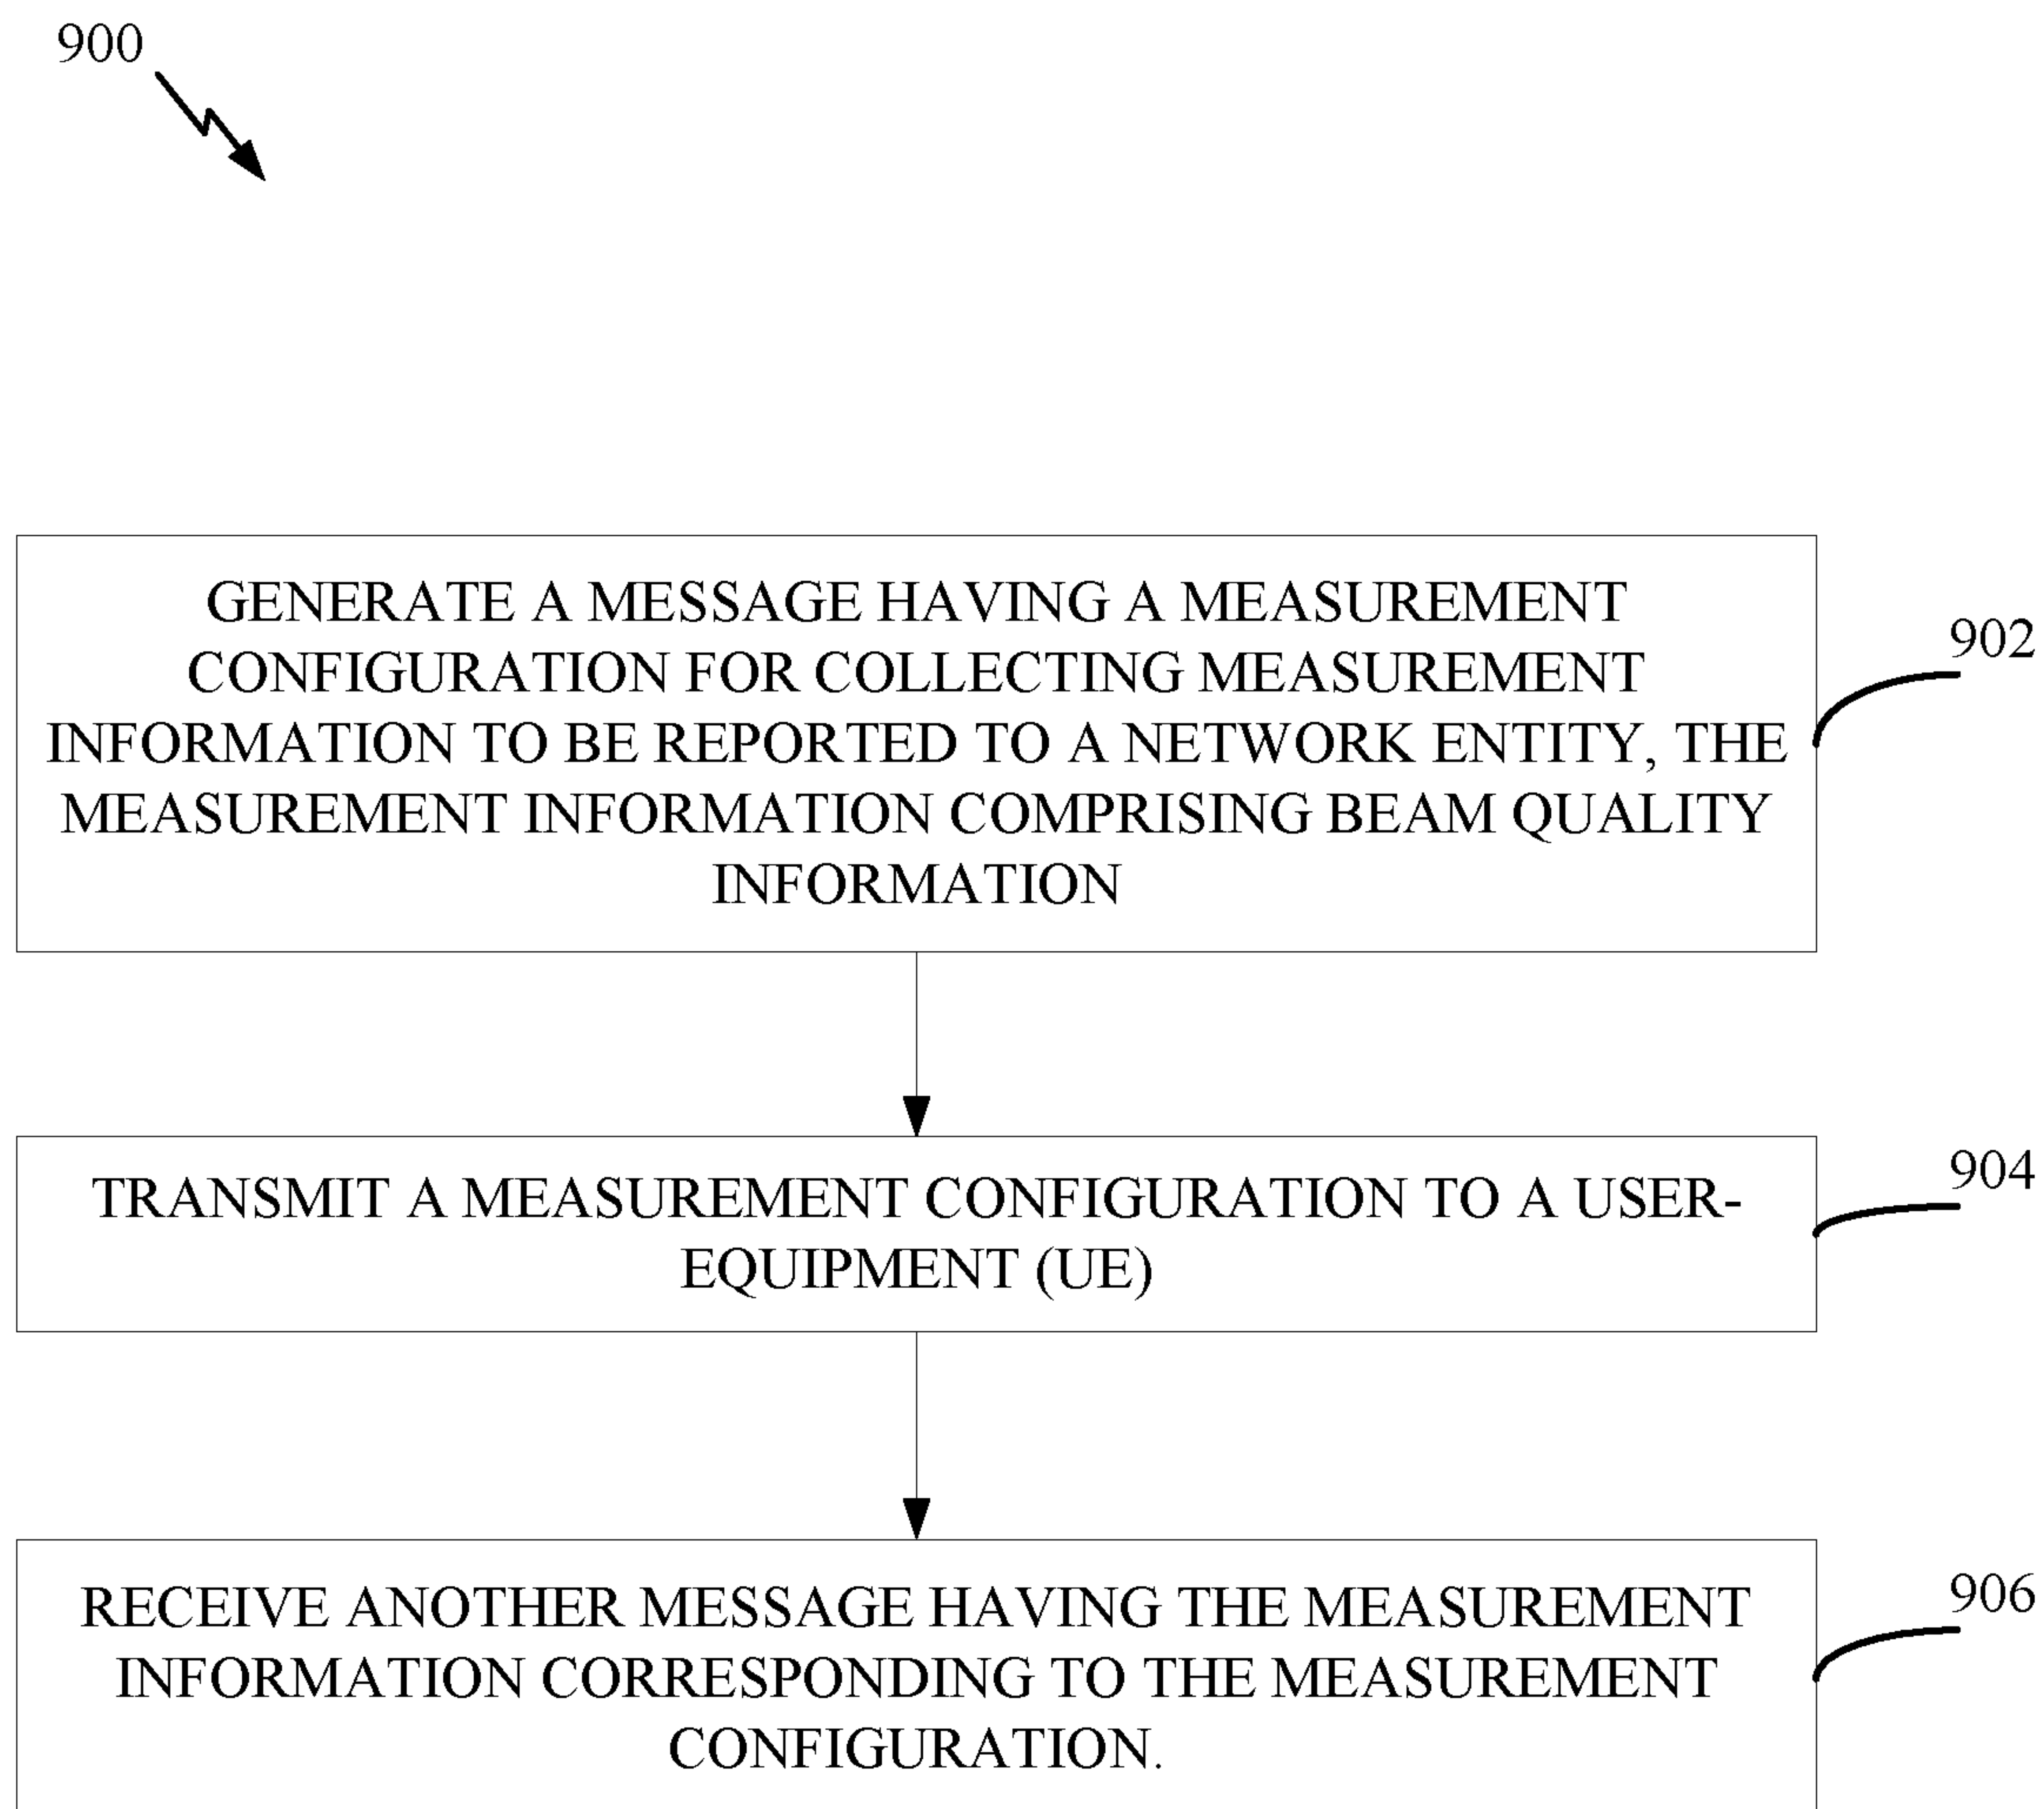 900
GENERATE A MESSAGE HAVING A MEASUREMENT
CONFIGURATION FOR COLLECTING MEASUREMENT
INFORMATION TO BE REPORTED TO A NETWORK ENTITY, THE
MEASUREMENT INFORMATION COMPRISING BEAM QUALITY
INFORMATION
902
TRANSMIT A MEASUREMENT CONFIGURATION TO A USER-
EQUIPMENT (UE)
904
RECEIVE ANOTHER MESSAGE HAVING THE MEASUREMENT
INFORMATION CORRESPONDING TO THE MEASUREMENT
CONFIGURATION.
906